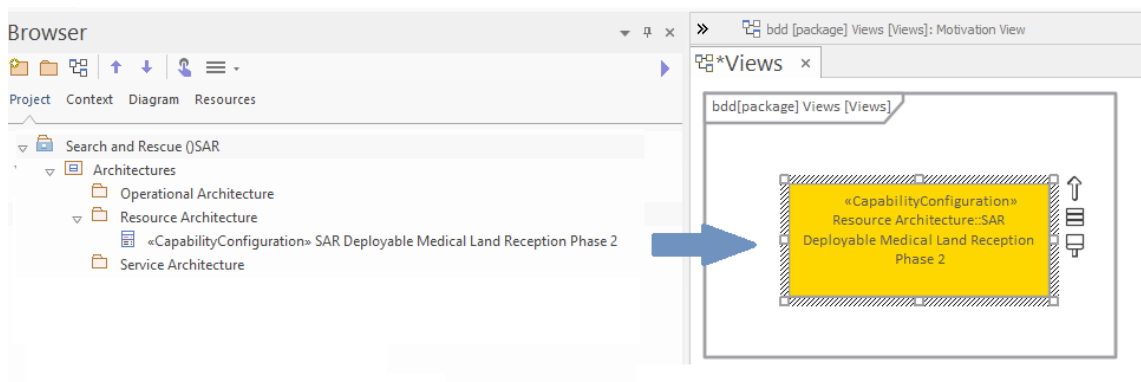 Browser
Project Context Diagram Resources
Search and Rescue ()SAR
Architectures
Operational Architecture
Resource Architecture
«CapabilityConfiguration» SAR Deployable Medical Land Reception Phase 2
Service Architecture
bdd [package] Views [Views]: Motivation View
*Views ×
bdd[package] Views [Views]
«CapabilityConfiguration»
Resource Architecture::SAR
Deployable Medical Land Reception
Phase 2